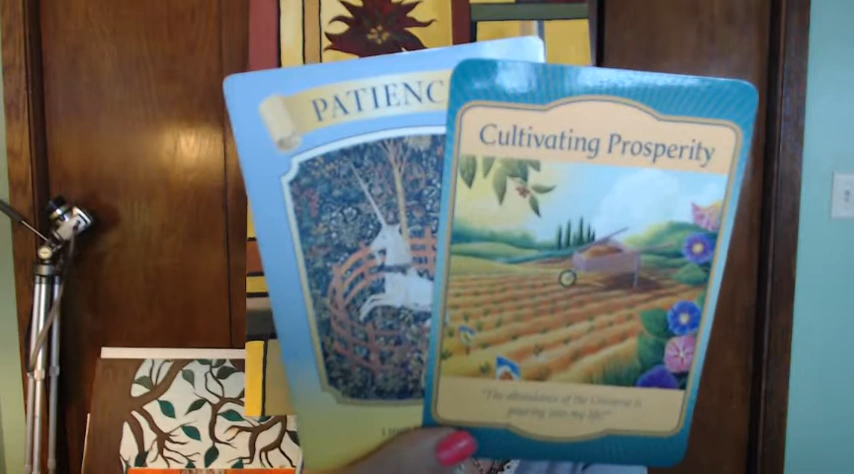 PATIENC
Cultivating Prosperity
"The abundance of the Universe is
pouring into my life!"